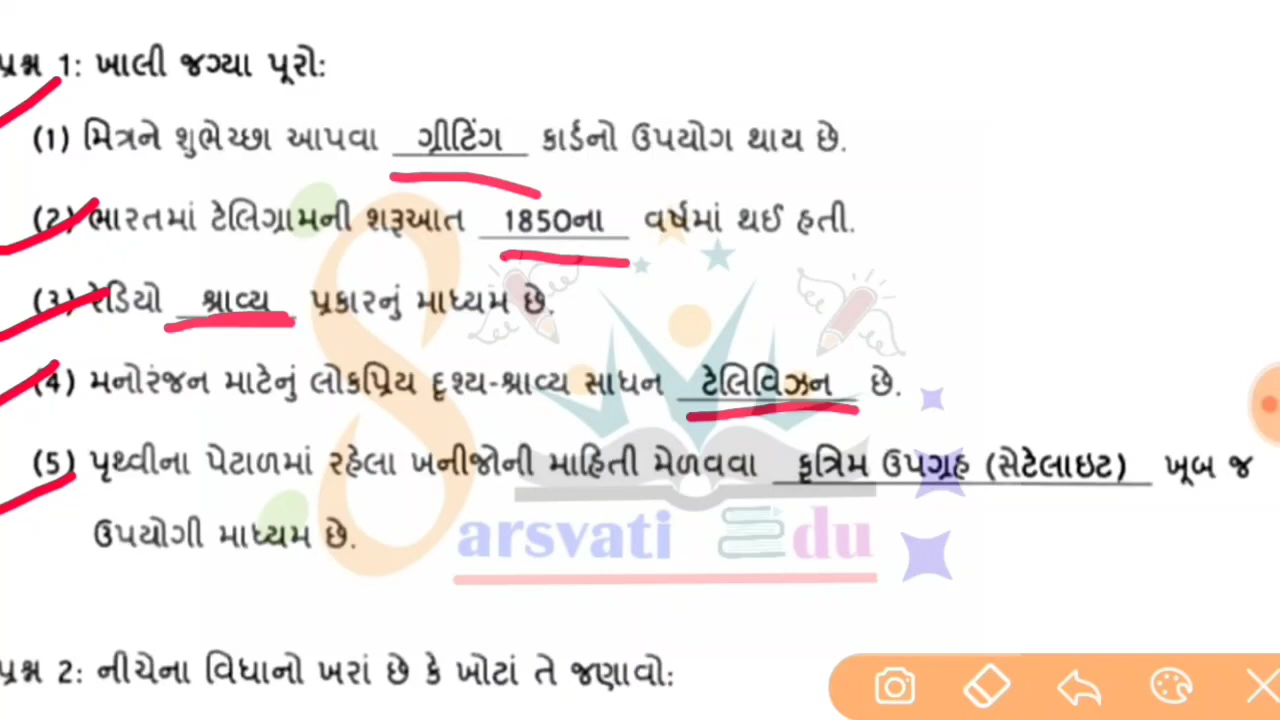 પ્રશ્ન 1: ખાલી જગ્યા પૂરો:
(1) મિત્રને શુભેચ્છા આપવા ગ્રીટિંગ કાર્ડનો ઉપયોગ થાય છે.
(2) ભારતમાં ટેલિગ્રામની શરૂઆત 1850ના વર્ષમાં થઈ હતી.
(3) રેડિયો શ્રાવ્ય પ્રકારનું માધ્યમ છે.
(4) મનોરંજન માટેનું લોકપ્રિય દૃશ્ય-શ્રાવ્ય સાધન ટેલિવિઝન છે.
(5) પૃથ્વીના પેટાળમાં રહેલા ખનીજોની માહિતી મેળવવા કૃત્રિમ ઉપગ્રહ (સેટેલાઇટ) ખૂબ જ
ઉપયોગી માધ્યમ છે.
Sarsvati Edu
પ્રશ્ન 2: નીચેના વિધાનો ખરાં છે કે ખોટાં તે જણાવો: